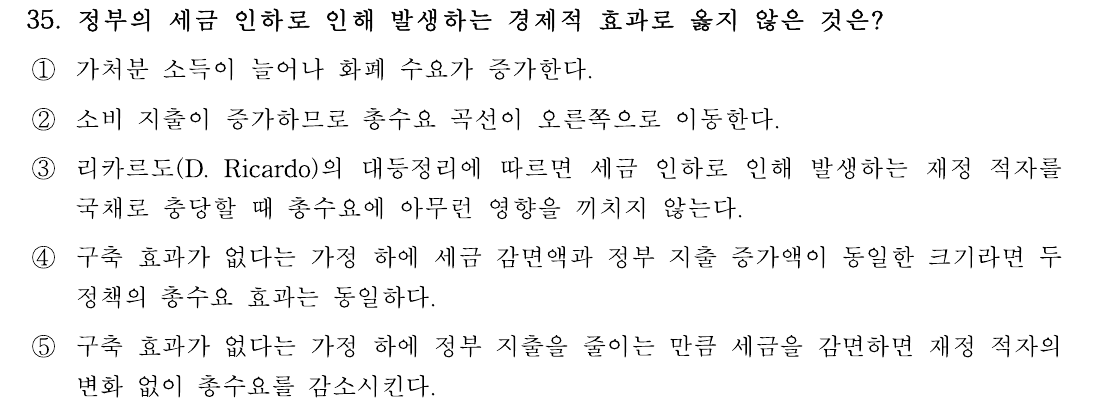 35. 정부의 세금 인하로 인해 발생하는 경제적 효과로 옳지 않은 것은?
① 가처분 소득이 늘어나 화폐 수요가 증가한다.
② 소비 지출이 증가하므로 총수요 곡선이 오른쪽으로 이동한다.
③ 리카르도(D. Ricardo)의 대등정리에 따르면 세금 인하로 인해 발생하는 재정 적자를
국채로 충당할 때 총수요에 아무런 영향을 끼치지 않는다.
④ 구축 효과가 없다는 가정 하에 세금 감면액과 정부 지출 증가액이 동일한 크기라면 두
정책의 총수요 효과는 동일하다.
⑤ 구축 효과가 없다는 가정 하에 정부 지출을 줄이는 만큼 세금을 감면하면 재정 적자의
변화 없이 총수요를 감소시킨다.